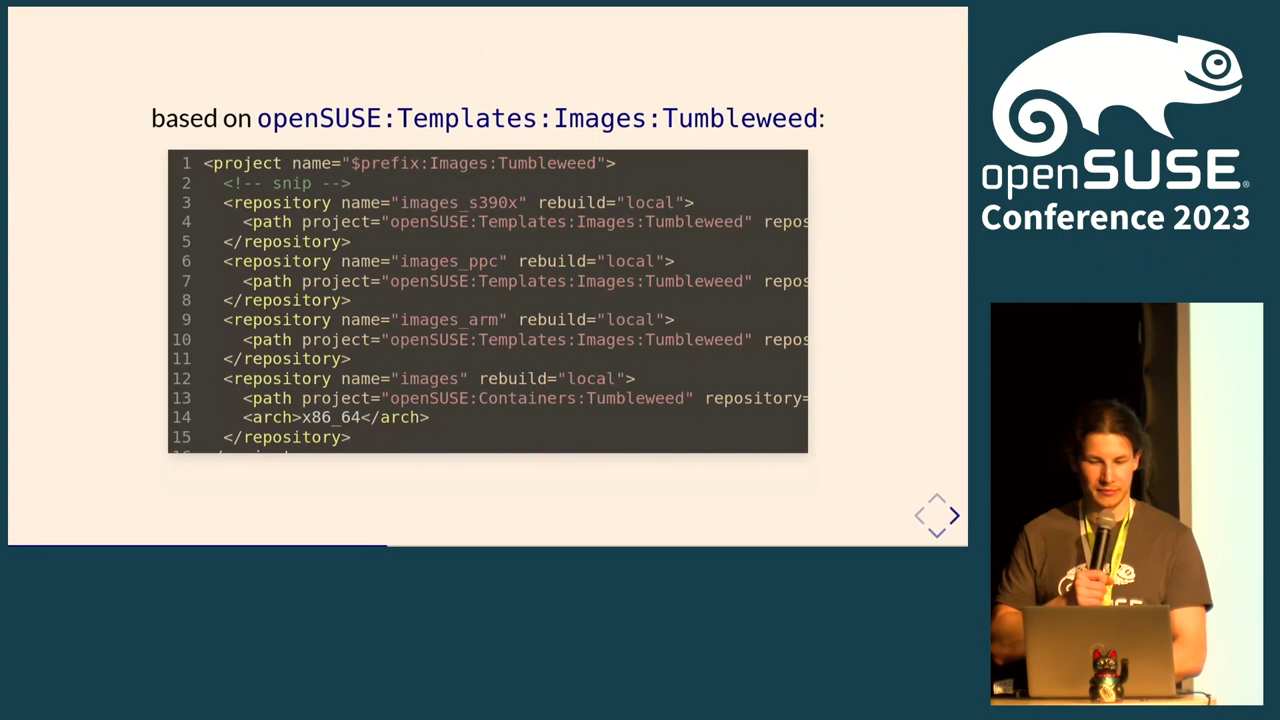 based on openSUSE:Templates:Images:Tumbleweed:
1 <project name="$prefix:Images:Tumbleweed">
2 <!-- snip -->
3 <repository name="images_s390x" rebuild="local">
4 <path project="openSUSE:Templates:Images:Tumbleweed" repos
5 </repository>
6 <repository name="images_ppc" rebuild="local">
7 <path project="openSUSE:Templates:Images:Tumbleweed" repos
8 </repository>
9 <repository name="images_arm" rebuild="local">
10 <path project="openSUSE:Templates:Images:Tumbleweed" repos
11 </repository>
12 <repository name="images" rebuild="local">
13 <path project="openSUSE:Containers:Tumbleweed" repository=
14 <arch>x86_64</arch>
15 </repository>
openSUSE®
Conference 2023